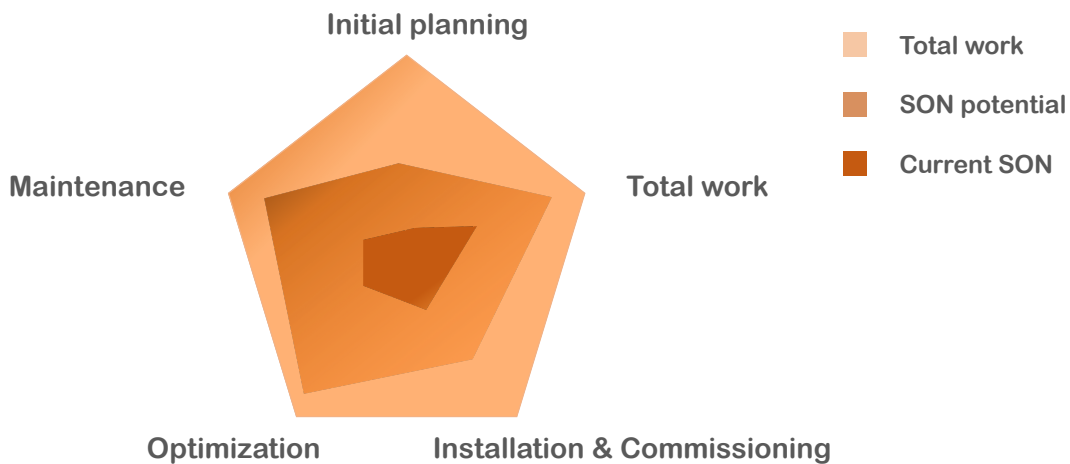 Initial planning
Total work
SON potential
Current SON
Maintenance
Total work
Optimization
Installation & Commissioning